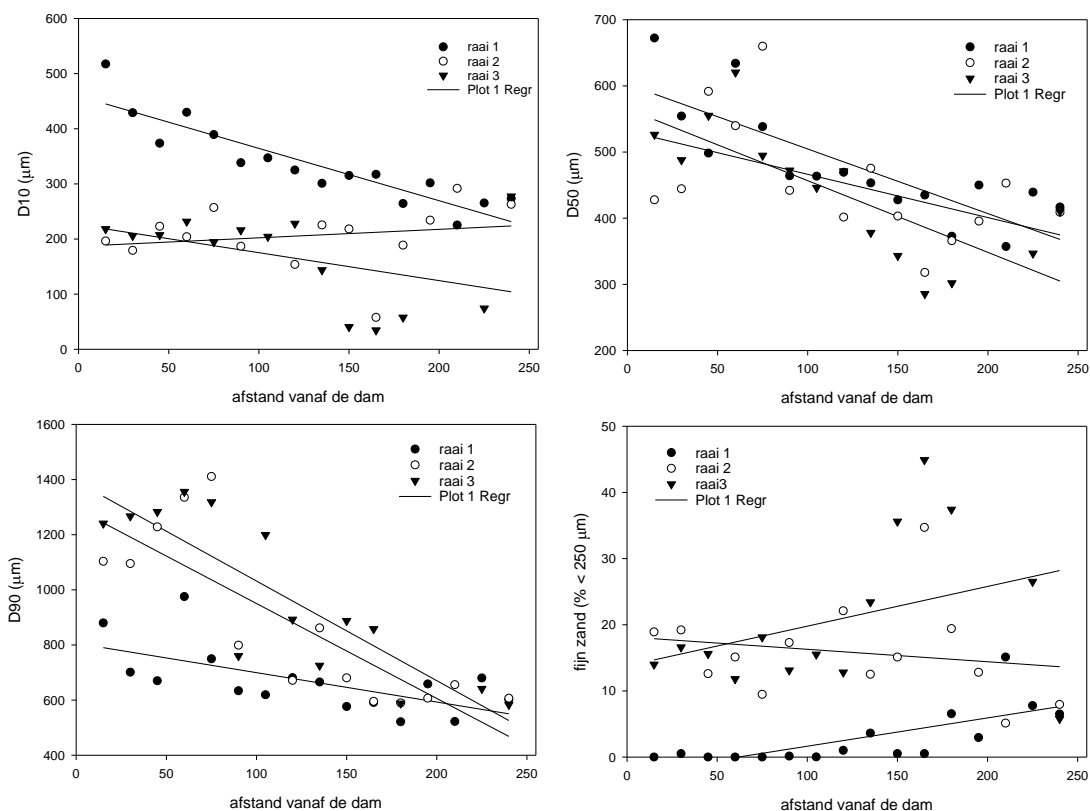 600
500
400
300
200
100
0
D10 (μm)
raai 1
raai 2
raai 3
Plot 1 Regr
0 50 100 150 200 250
afstand vanaf de dam
700
600
500
400
300
200
D50 (μm)
raai 1
raai 2
raai 3
Plot 1 Regr
0 50 100 150 200 250
afstand vanaf de dam
1600
1400
1200
1000
800
600
400
D90 (μm)
raai 1
raai 2
raai 3
Plot 1 Regr
0 50 100 150 200 250
afstand vanaf de dam
50
40
30
20
10
0
fijn zand (% < 250 μm)
raai 1
raai 2
raai3
Plot 1 Regr
0 50 100 150 200 250
afstand vanaf de dam